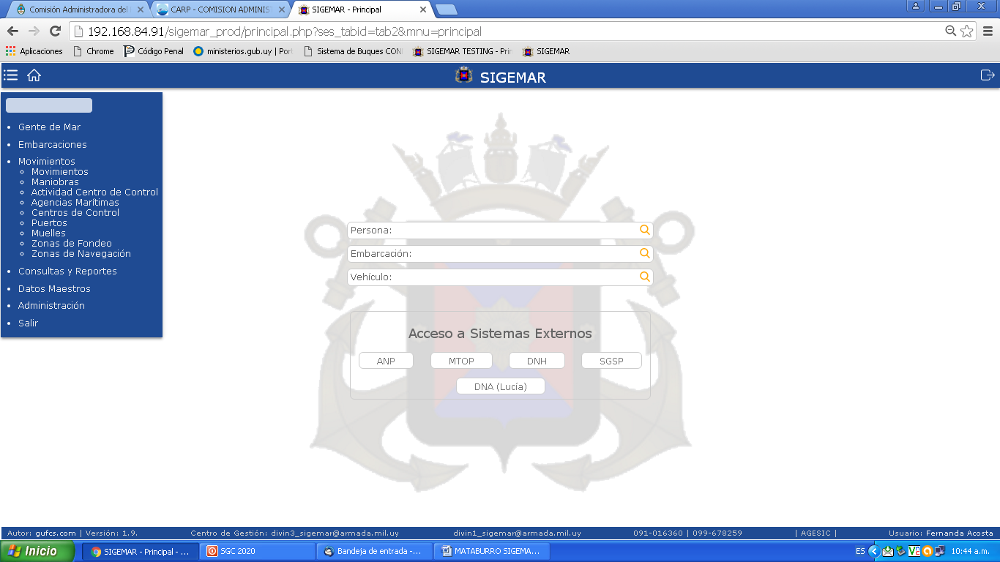 Comisión Administradora del
CARP - COMISION ADMINIST
SIGEMAR - Principal
192.168.84.91/sigemar_prod/principal.php?ses_tabid=tab2&mnu=principal
Aplicaciones
Chrome
Código Penal
ministerios.gub.uy | Port
Sistema de Buques CON
SIGEMAR TESTING - Prin
SIGEMAR
SIGEMAR
Gente de Mar
Embarcaciones
Movimientos
Movimientos
Maniobras
Actividad Centro de Control
Agencias Marítimas
Centros de Control
Puertos
Muelles
Zonas de Fondeo
Zonas de Navegación
Consultas y Reportes
Datos Maestros
Administración
Salir
Persona:
Embarcación:
Vehículo:
Acceso a Sistemas Externos
ANP MTOP DNH SGSP
DNA (Lucía)
Autor: gufcs.com | Versión: 1.9. Centro de Gestión: divin3_sigemar@armada.mil.uy divin1_sigemar@armada.mil.uy 091-016360 | 099-678259 | AGESIC | Usuario: Fernanda Acosta
Inicio
SIGEMAR - Principal - ...
SGC 2020
Bandeja de entrada -...
MATABURRO SIGEMA...
ES
10:44 a.m.